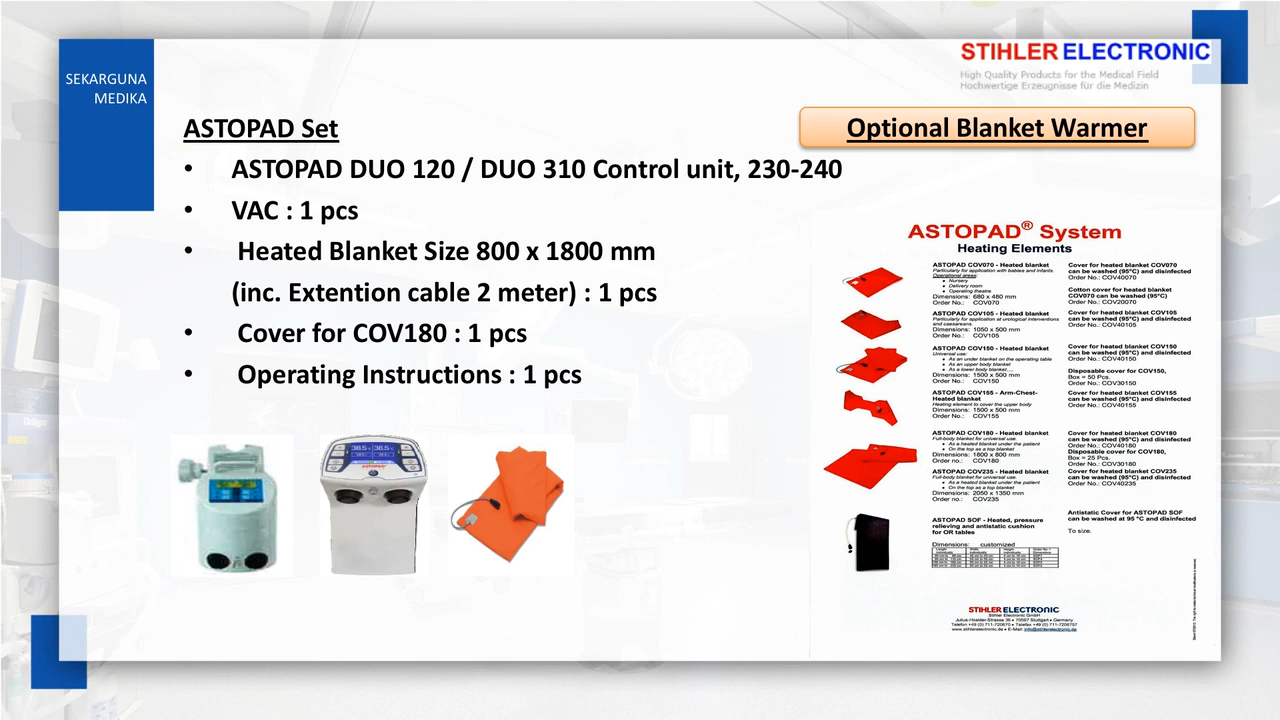 SEKARGUNA
MEDIKA
STIHLER ELECTRONIC
High Quality Products for the Medical Field
Hochwertige Erzeugnisse für die Medizin
Optional Blanket Warmer
ASTOPAD Set
• ASTOPAD DUO 120 / DUO 310 Control unit, 230-240
• VAC : 1 pcs
• Heated Blanket Size 800 x 1800 mm
(inc. Extention cable 2 meter) : 1 pcs
• Cover for COV180 : 1 pcs
• Operating Instructions : 1 pcs
ASTOPAD® System
Heating Elements
ASTOPAD COV070 - Heated blanket
Particularly for application with babies and infants.
Operational areas:
• Nursery
• Delivery room
• Operating theatre
Dimensions: 680 x 480 mm
Order No.: COV070
Cover for heated blanket COV070
can be washed (95°C) and disinfected
Order No.: COV40070
Cotton cover for heated blanket
COV070 can be washed (95°C)
Order No.: COV20070
ASTOPAD COV105 - Heated blanket
Particularly for application at urological interventions
and caesareans.
Dimensions: 1050 x 500 mm
Order No.: COV105
Cover for heated blanket COV105
can be washed (95°C) and disinfected
Order No.: COV40105
ASTOPAD COV150 - Heated blanket
Universal use:
• As an under blanket on the operating table
• As an upper body blanket
• As a lower body blanket....
Dimensions: 1500 x 500 mm
Order No.: COV150
Cover for heated blanket COV150
can be washed (95°C) and disinfected
Order No.: COV40150
Disposable cover for COV150,
Box = 50 Pcs.
Order No.: COV30150
ASTOPAD COV155 - Arm-Chest-
Heated blanket
Heating element to cover the upper body
Dimensions: 1500 x 500 mm
Order No.: COV155
Cover for heated blanket COV155
can be washed (95°C) and disinfected
Order No.: COV40155
ASTOPAD COV180 - Heated blanket
Full-body blanket for universal use.
• As a heated blanket under the patient
• On the top as a top blanket
Dimensions: 1800 x 800 mm
Order no.: COV180
Cover for heated blanket COV180
can be washed (95°C) and disinfected
Order No.: COV40180
Disposable cover for COV180,
Box = 25 Pcs.
Order No.: COV30180
ASTOPAD COV235 - Heated blanket
Full-body blanket for universal use.
• As a heated blanket under the patient
• On the top as a top blanket
Dimensions: 2050 x 1350 mm
Order no.: COV235
Cover for heated blanket COV235
can be washed (95°C) and disinfected
Order No.: COV40235
ASTOPAD SOF - Heated, pressure
relieving and antistatic cushion
for OR tables
Dimensions: customized
Antistatic Cover for ASTOPAD SOF
can be washed at 95 °C and disinfected
To size.
STIHLER ELECTRONIC
Stihler Electronic GmbH
Julius-Hoelder-Strasse 36 • 70597 Stuttgart • Germany
Telefon +49 (0) 711-720670 • Telefax +49 (0) 711-7206757
www.stihlerelectronic.de • E-Mail: info@stihlerelectronic.de